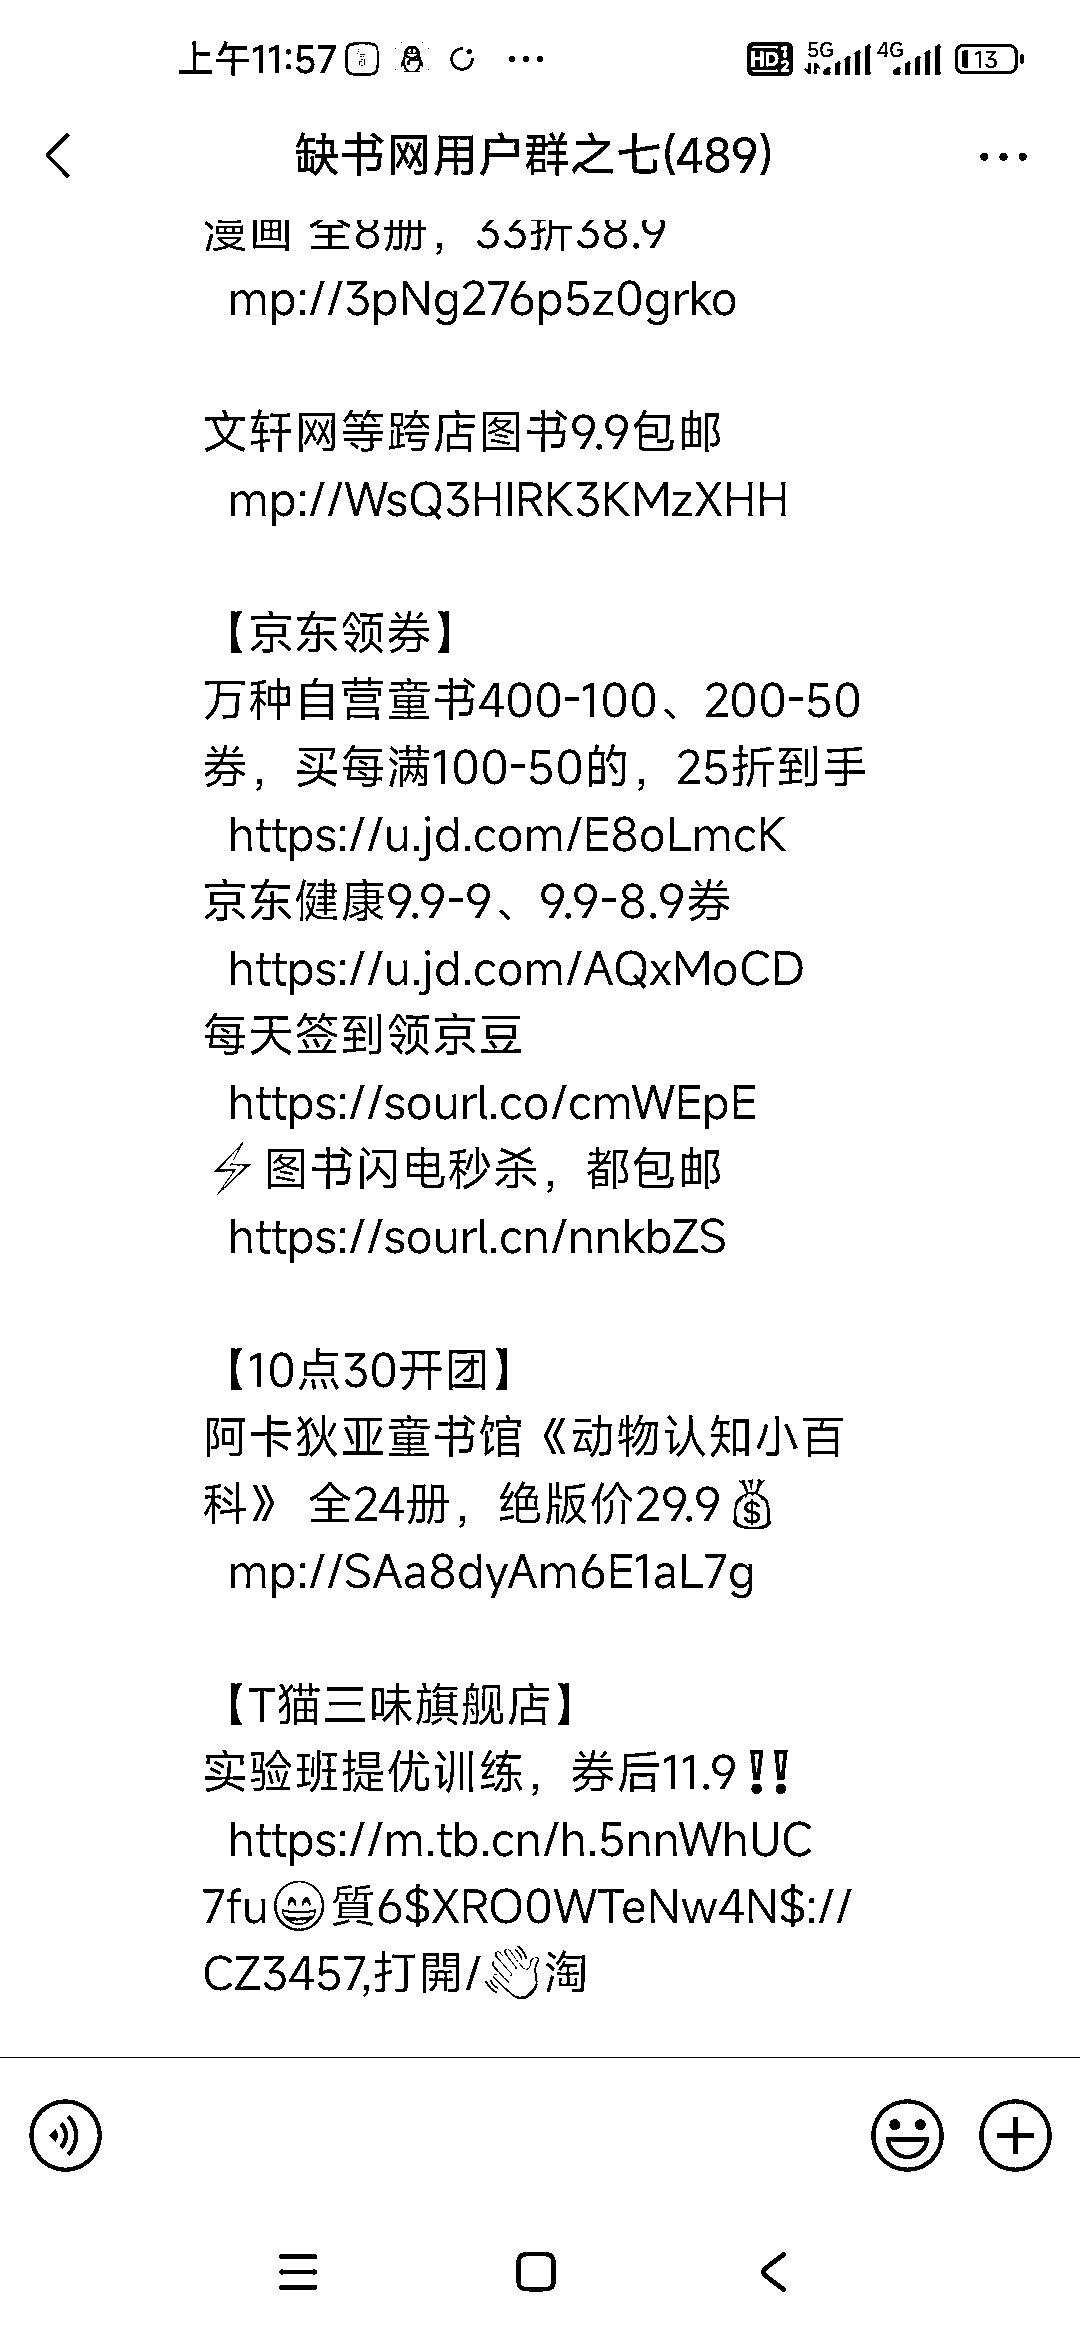 上午11:57
HD 1 2 5G 4G 13
缺书网用户群之七(489)
漫画 全8册，33折38.9
mp://3pNg276p5z0grko
文轩网等跨店图书9.9包邮
mp://WsQ3HlRK3KMzXHH
【京东领券】
万种自营童书400-100、200-50
券，买每满100-50的，25折到手
https://u.jd.com/E8oLmcK
京东健康9.9-9、9.9-8.9券
https://u.jd.com/AQxMoCD
每天签到领京豆
https://sourl.co/cmWEpE
⚡图书闪电秒杀，都包邮
https://sourl.cn/nnkbZS
【10点30开团】
阿卡狄亚童书馆《动物认知小百
科》 全24册，绝版价29.9💰
mp://SAa8dyAm6E1aL7g
【T猫三味旗舰店】
实验班提优训练，券后11.9‼️
https://m.tb.cn/h.5nnWhUC
7fu😄質6$XRO0WTeNw4N$://
CZ3457,打開/👋淘